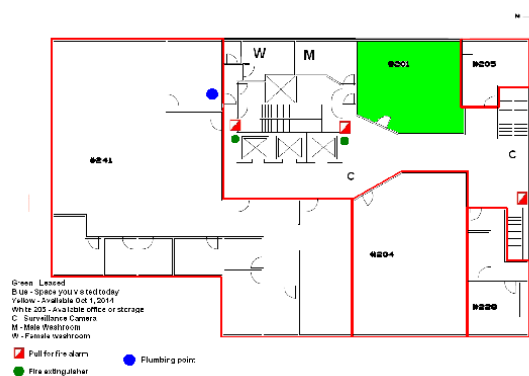 N
W
M
#201
#205
#241
C
C
#204
#220
Green - Leased
Blue - Space you visited today
Yellow - Available Oct 1, 2014
White 205 - Available office or storage
C - Surveillance Camera
M - Male Washroom
W - Female washroom
Pull for fire alarm
Plumbing point
Fire extinguisher